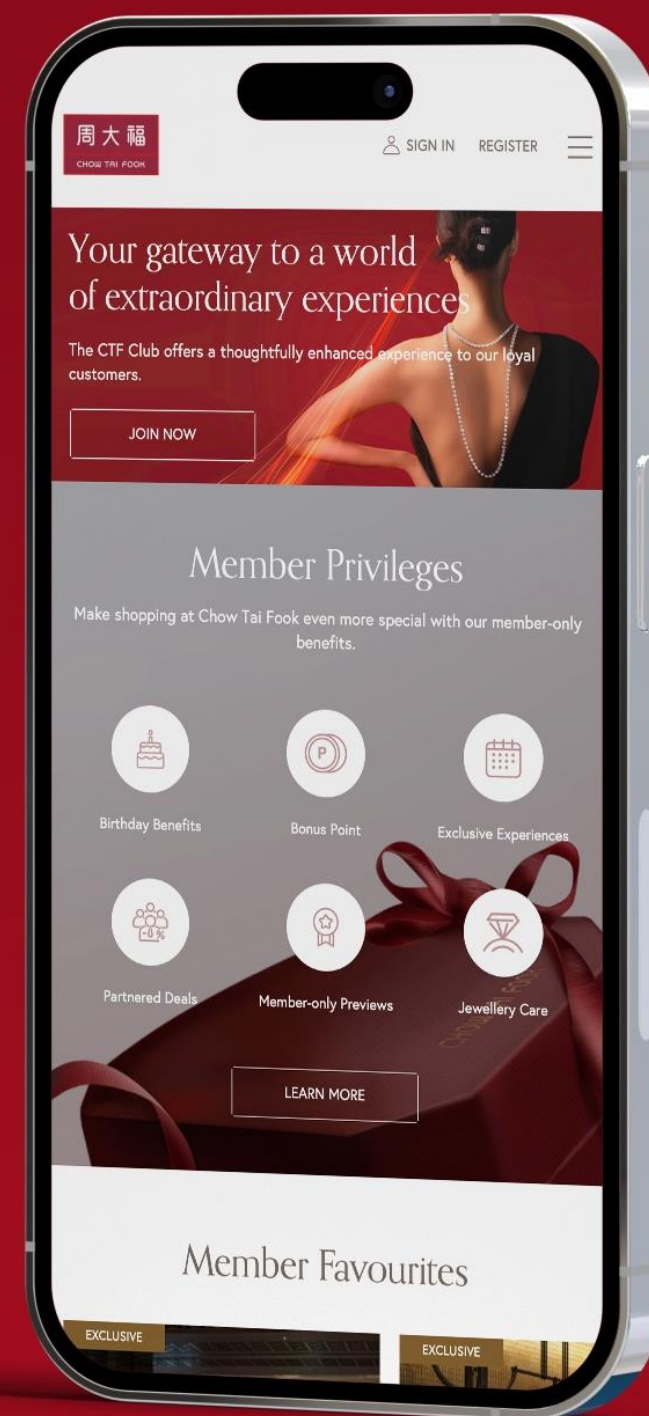 周大福
CHOW TAI FOOK
SIGN IN
REGISTER
Your gateway to a world
of extraordinary experiences
The CTF Club offers a thoughtfully enhanced experience to our loyal
customers.
JOIN NOW
Member Privileges
Make shopping at Chow Tai Fook even more special with our member-only
benefits.
P
Birthday Benefits
Bonus Point
Exclusive Experiences
%
Partnered Deals
Member-only Previews
Jewellery Care
CHOW TAI FOOK
LEARN MORE
Member Favourites
EXCLUSIVE
EXCLUSIVE